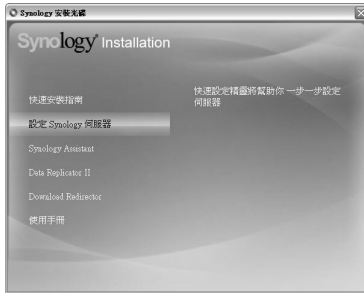 Synology 安裝光碟
Synology Installation
快速安裝指南
設定 Synology 伺服器
Synology Assistant
Data Replicator II
Download Redirector
使用手冊
快速設定精靈將幫助你 一步一步設定
伺服器